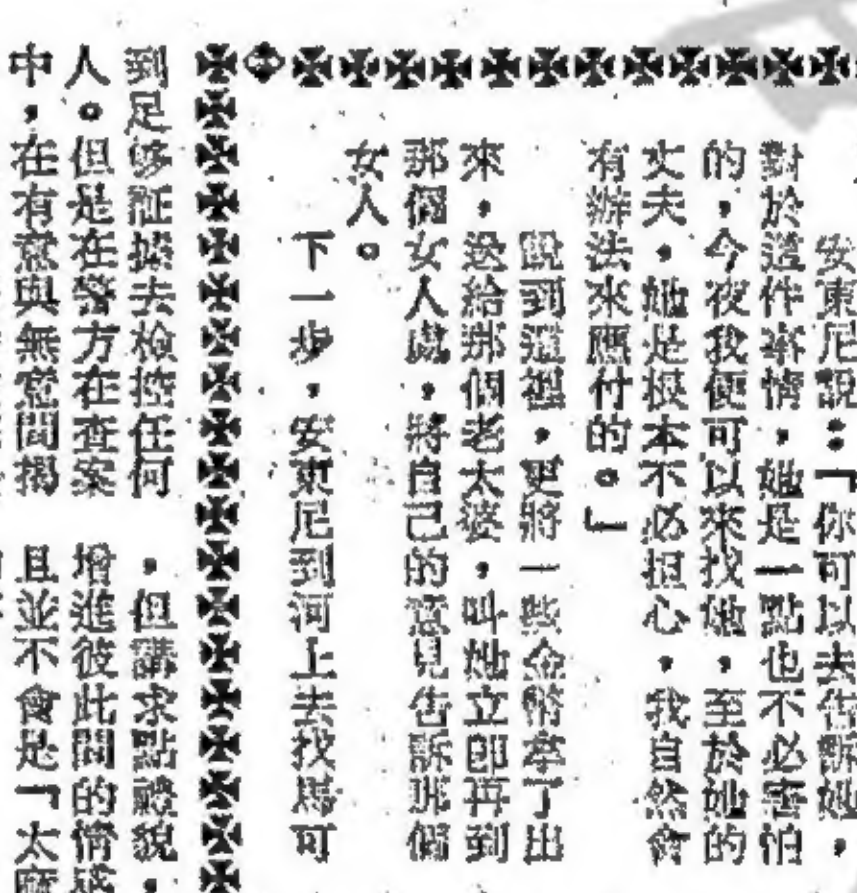 安東尼說：「你可以去告訴她，
對於這件事情，她是一點也不必害怕
的，今夜我便可以來找她，至於她的
丈夫，她是根本不必担心，我自然會
有辦法來應付的。」
說到這裡，更將一些金幣拿了出
來，送給那個老太婆，叫她立即再到
那個女人處，將自己的意見告訴那個
女人。
下一步，安東尼到河上去找馬可
到足够証據去檢控任何
人。但是在警方在查案
中，在有意與無意間揭
，但講求點禮貌，
增進彼此間的情感，
且並不會是「太